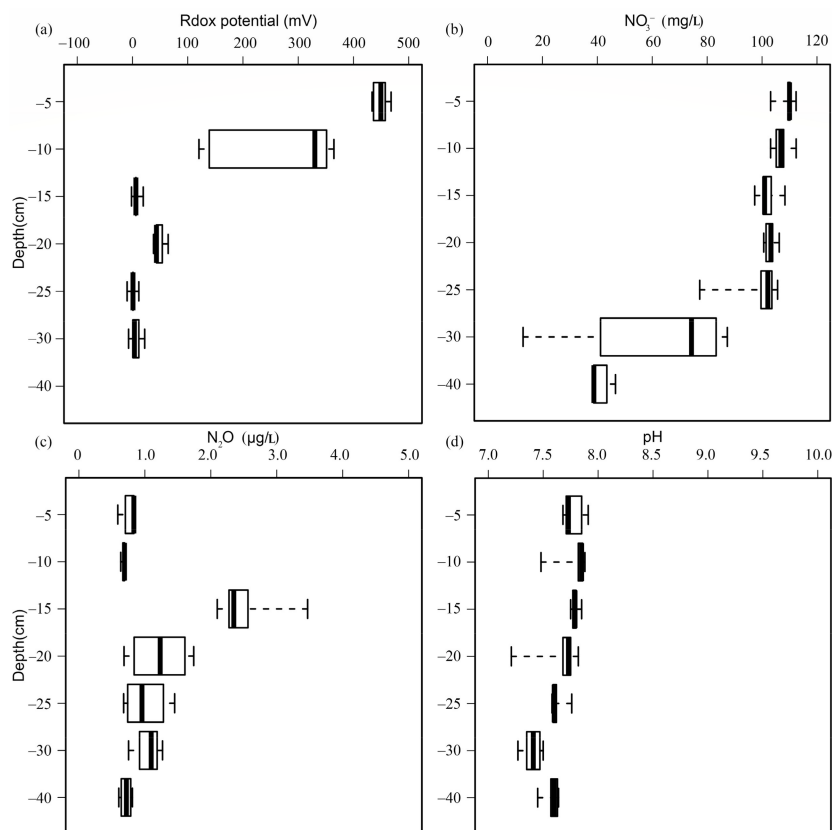 (a) Rdox potential (mV)
−100 0 100 200 300 400 500
Depth(cm)
−5
−10
−15
−20
−25
−30
−40
(b) NO₃⁻ (mg/L)
0 20 40 60 80 100 120
−5
−10
−15
−20
−25
−30
−40
(c) N₂O (µg/L)
0 1.0 2.0 3.0 4.0 5.0
Depth(cm)
−5
−10
−15
−20
−25
−30
−40
(d) pH
7.0 7.5 8.0 8.5 9.0 9.5 10.0
−5
−10
−15
−20
−25
−30
−40